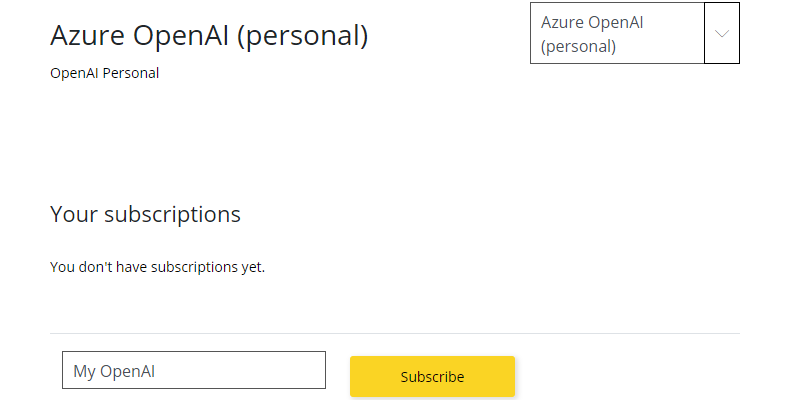 Azure OpenAI (personal)
OpenAI Personal
Azure OpenAI
(personal)
Your subscriptions
You don't have subscriptions yet.
My OpenAI
Subscribe